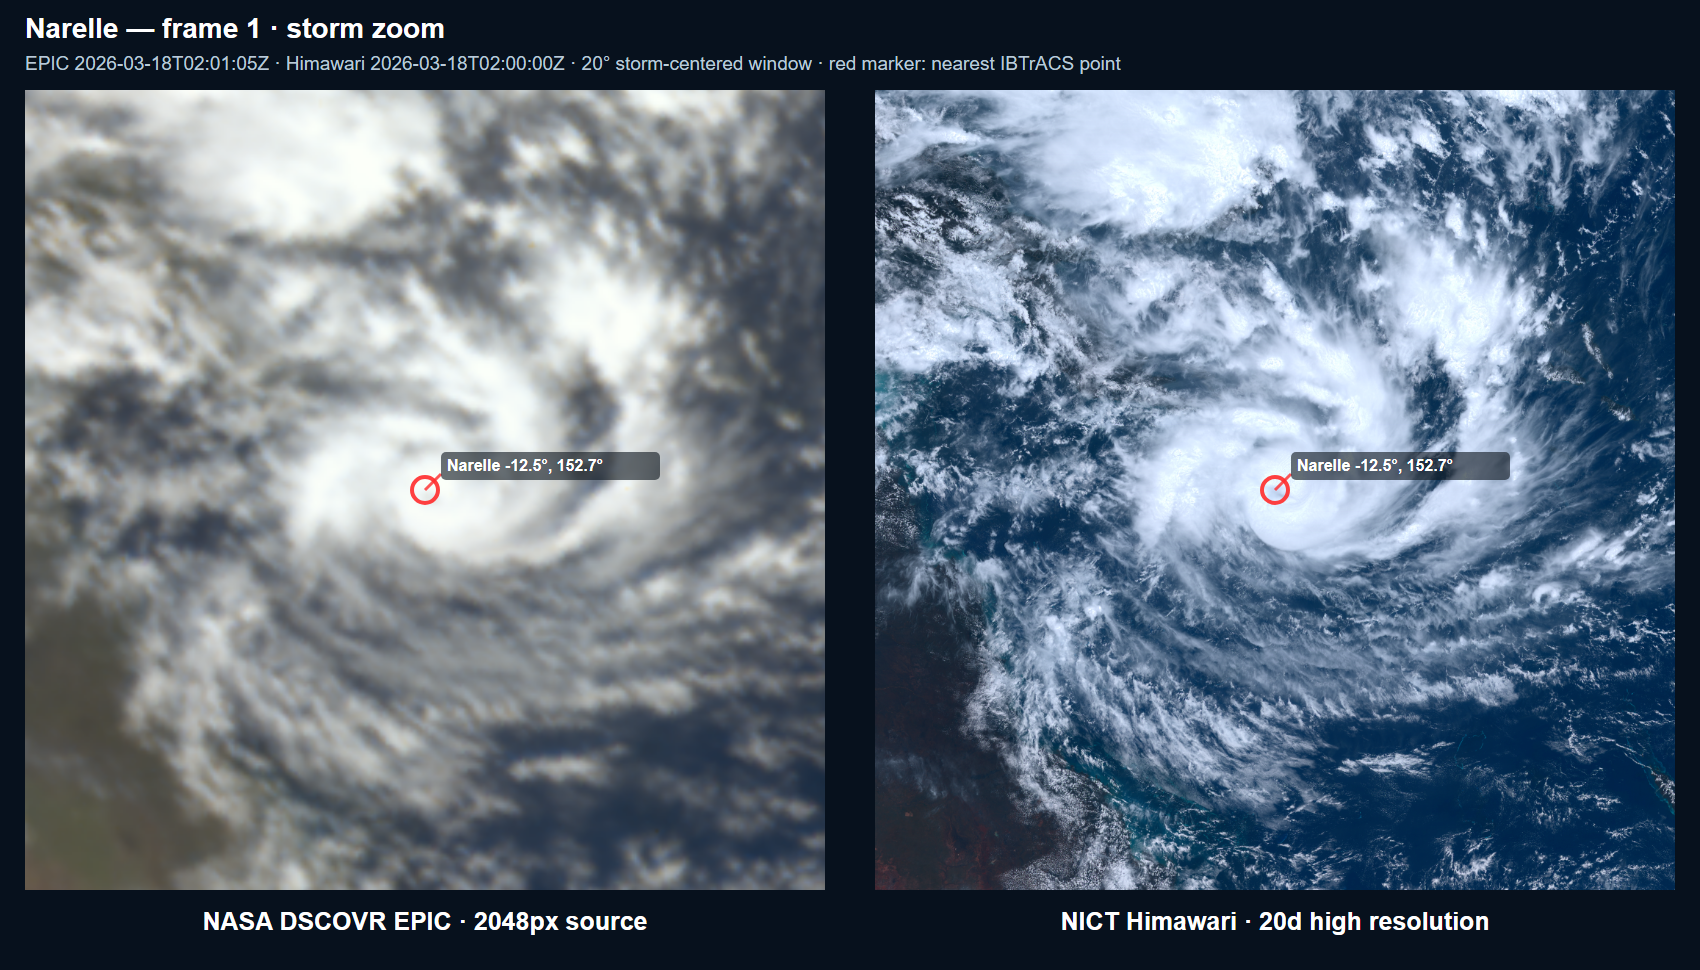 Narelle — frame 1 · storm zoom
EPIC 2026-03-18T02:01:05Z · Himawari 2026-03-18T02:00:00Z · 20° storm-centered window · red marker: nearest IBTrACS point
Narelle -12.5°, 152.7°
Narelle -12.5°, 152.7°
NASA DSCOVR EPIC · 2048px source
NICT Himawari · 20d high resolution